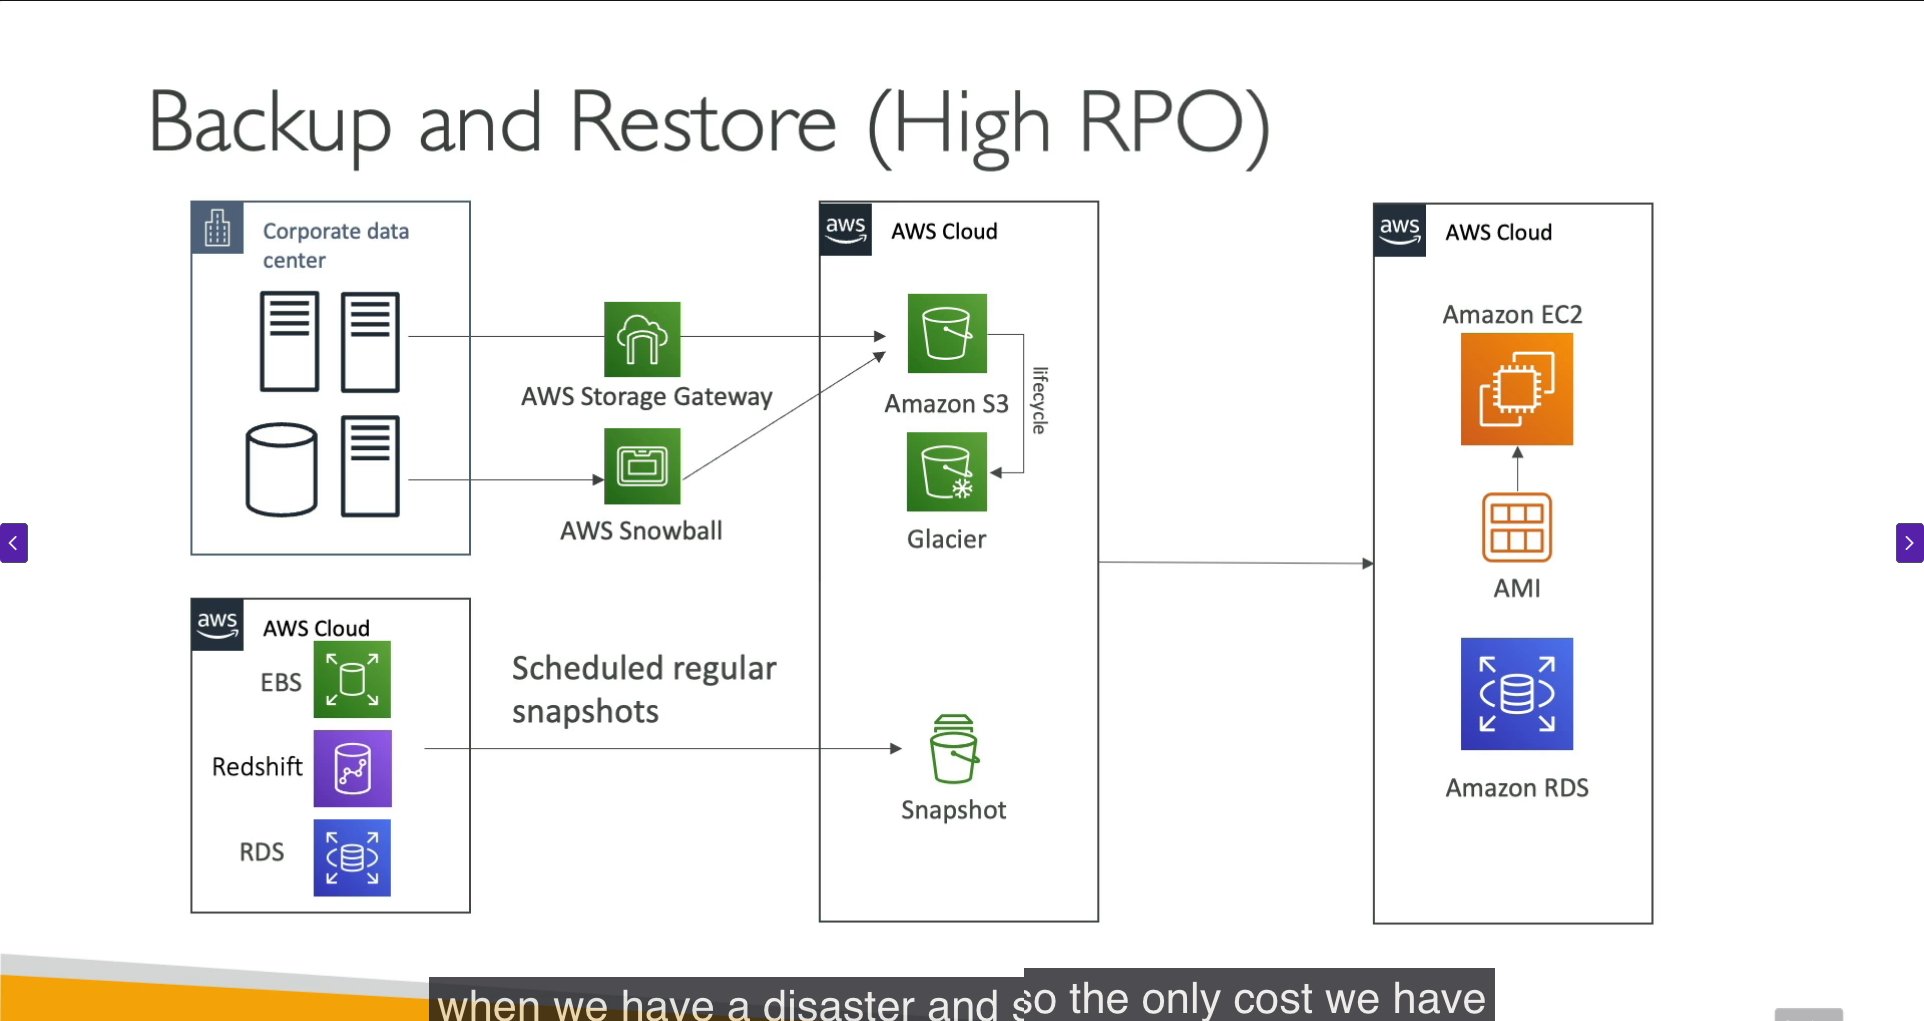 Backup and Restore (High RPO)
Corporate data
center
AWS Storage Gateway
AWS Snowball
aws
AWS Cloud
Amazon S3
lifecycle
Glacier
aws
AWS Cloud
EBS
Redshift
RDS
Scheduled regular
snapshots
Snapshot
aws
AWS Cloud
Amazon EC2
AMI
Amazon RDS
when we have a disaster and so the only cost we have